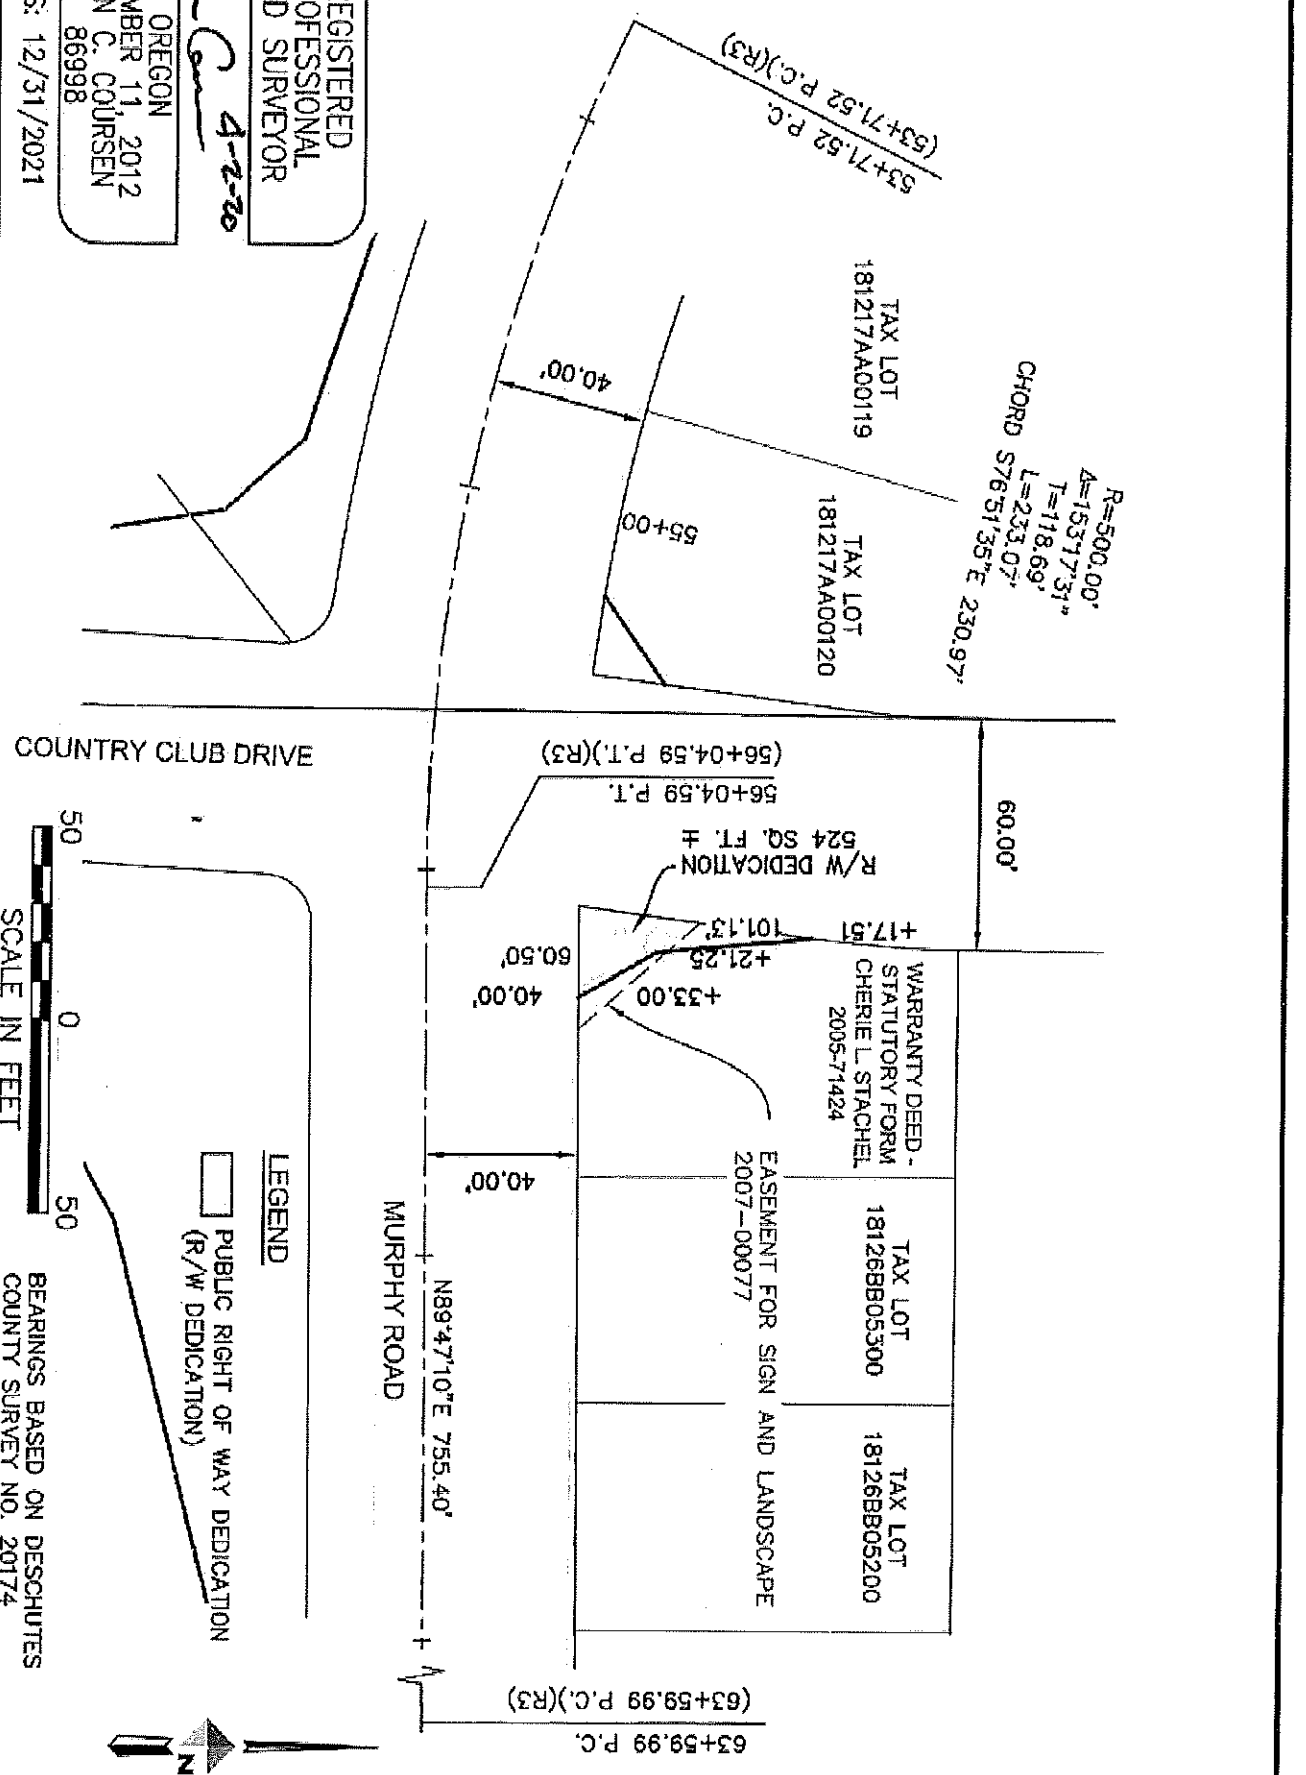 53+71.52 P.C.
(53+71.52 P.C.)(R3)
TAX LOT
181217AA00119
TAX LOT
181217AA00120
R=500.00'
Δ=153°17'31"
T=118.69'
L=233.07'
CHORD S76°51'35"E 230.97'
40.00'
55+00
60.00'
56+04.59 P.T.
(56+04.59 P.T.)(R3)
R/W DEDICATION
524 SQ. FT. ±
+17.51
101.13'
+21.25
60.50'
+33.00
40.00'
WARRANTY DEED-
STATUTORY FORM
CHERIE L. STACHEL
2005-71424
TAX LOT
18126BB05300
TAX LOT
18126BB05200
EASEMENT FOR SIGN AND LANDSCAPE
2007-00077
40.00'
N89°47'10"E 755.40'
MURPHY ROAD
63+59.99 P.C.
(63+59.99 P.C.)(R3)
COUNTRY CLUB DRIVE
LEGEND
PUBLIC RIGHT OF WAY DEDICATION
(R/W DEDICATION)
50 0 50
SCALE IN FEET
BEARINGS BASED ON DESCHUTES
COUNTY SURVEY NO. 20174
N
EGISTERED
OFESSIONAL
D SURVEYOR
4-2-20
OREGON
MBER 11, 2012
N C. COURSEN
86998
S: 12/31/2021